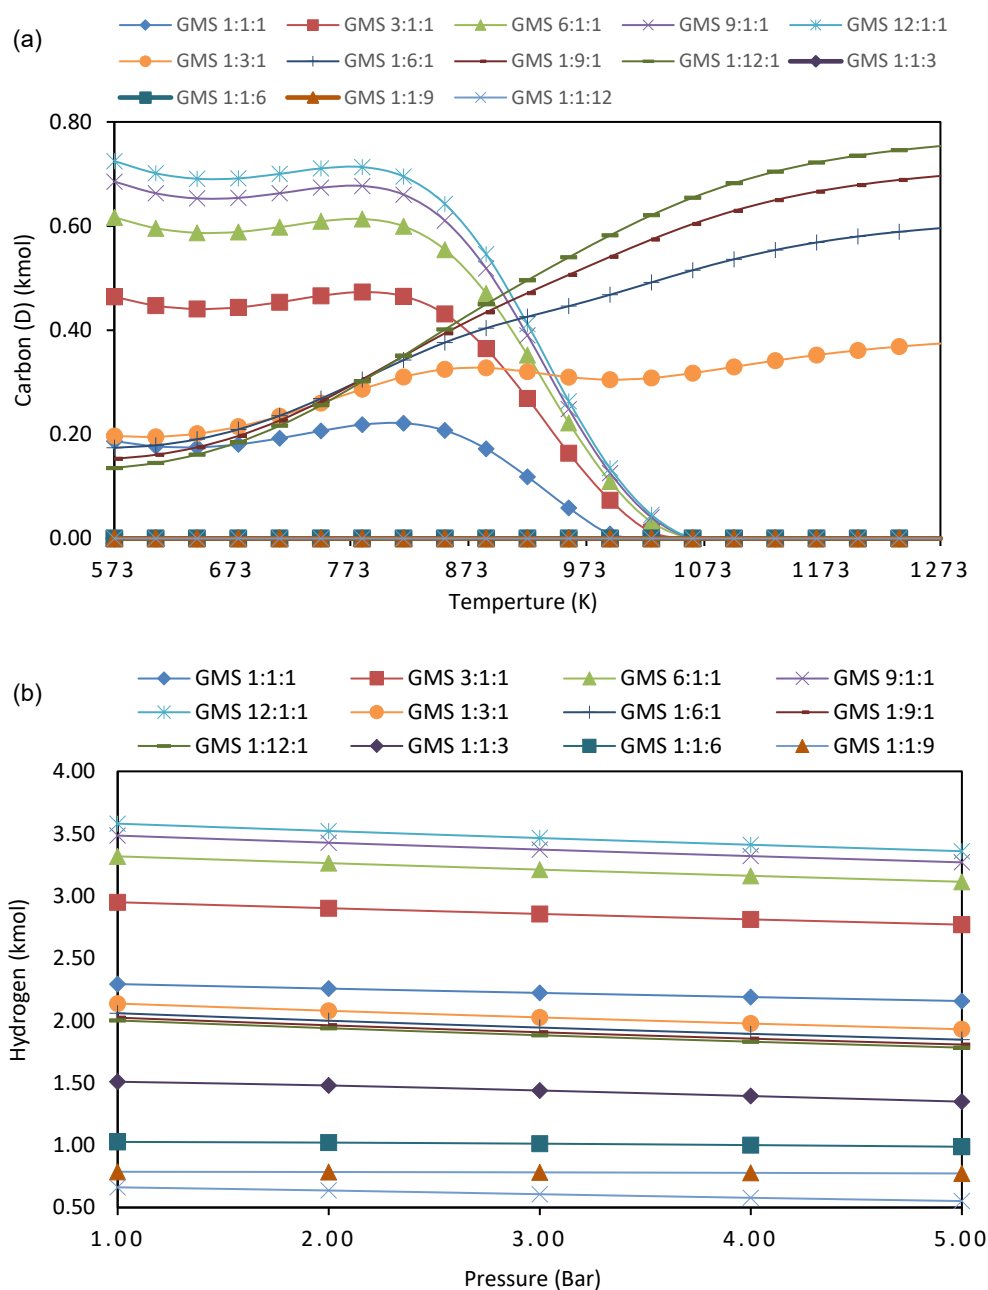 (a)
GMS 1:1:1 GMS 3:1:1 GMS 6:1:1 GMS 9:1:1 GMS 12:1:1
GMS 1:3:1 GMS 1:6:1 GMS 1:9:1 GMS 1:12:1 GMS 1:1:3
GMS 1:1:6 GMS 1:1:9 GMS 1:1:12
0.80
0.60
0.40
0.20
0.00
Carbon (D) (kmol)
573 673 773 873 973 1073 1173 1273
Temperture (K)
(b)
GMS 1:1:1 GMS 3:1:1 GMS 6:1:1 GMS 9:1:1
GMS 12:1:1 GMS 1:3:1 GMS 1:6:1 GMS 1:9:1
GMS 1:12:1 GMS 1:1:3 GMS 1:1:6 GMS 1:1:9
4.00
3.50
3.00
2.50
2.00
1.50
1.00
0.50
Hydrogen (kmol)
1.00 2.00 3.00 4.00 5.00
Pressure (Bar)